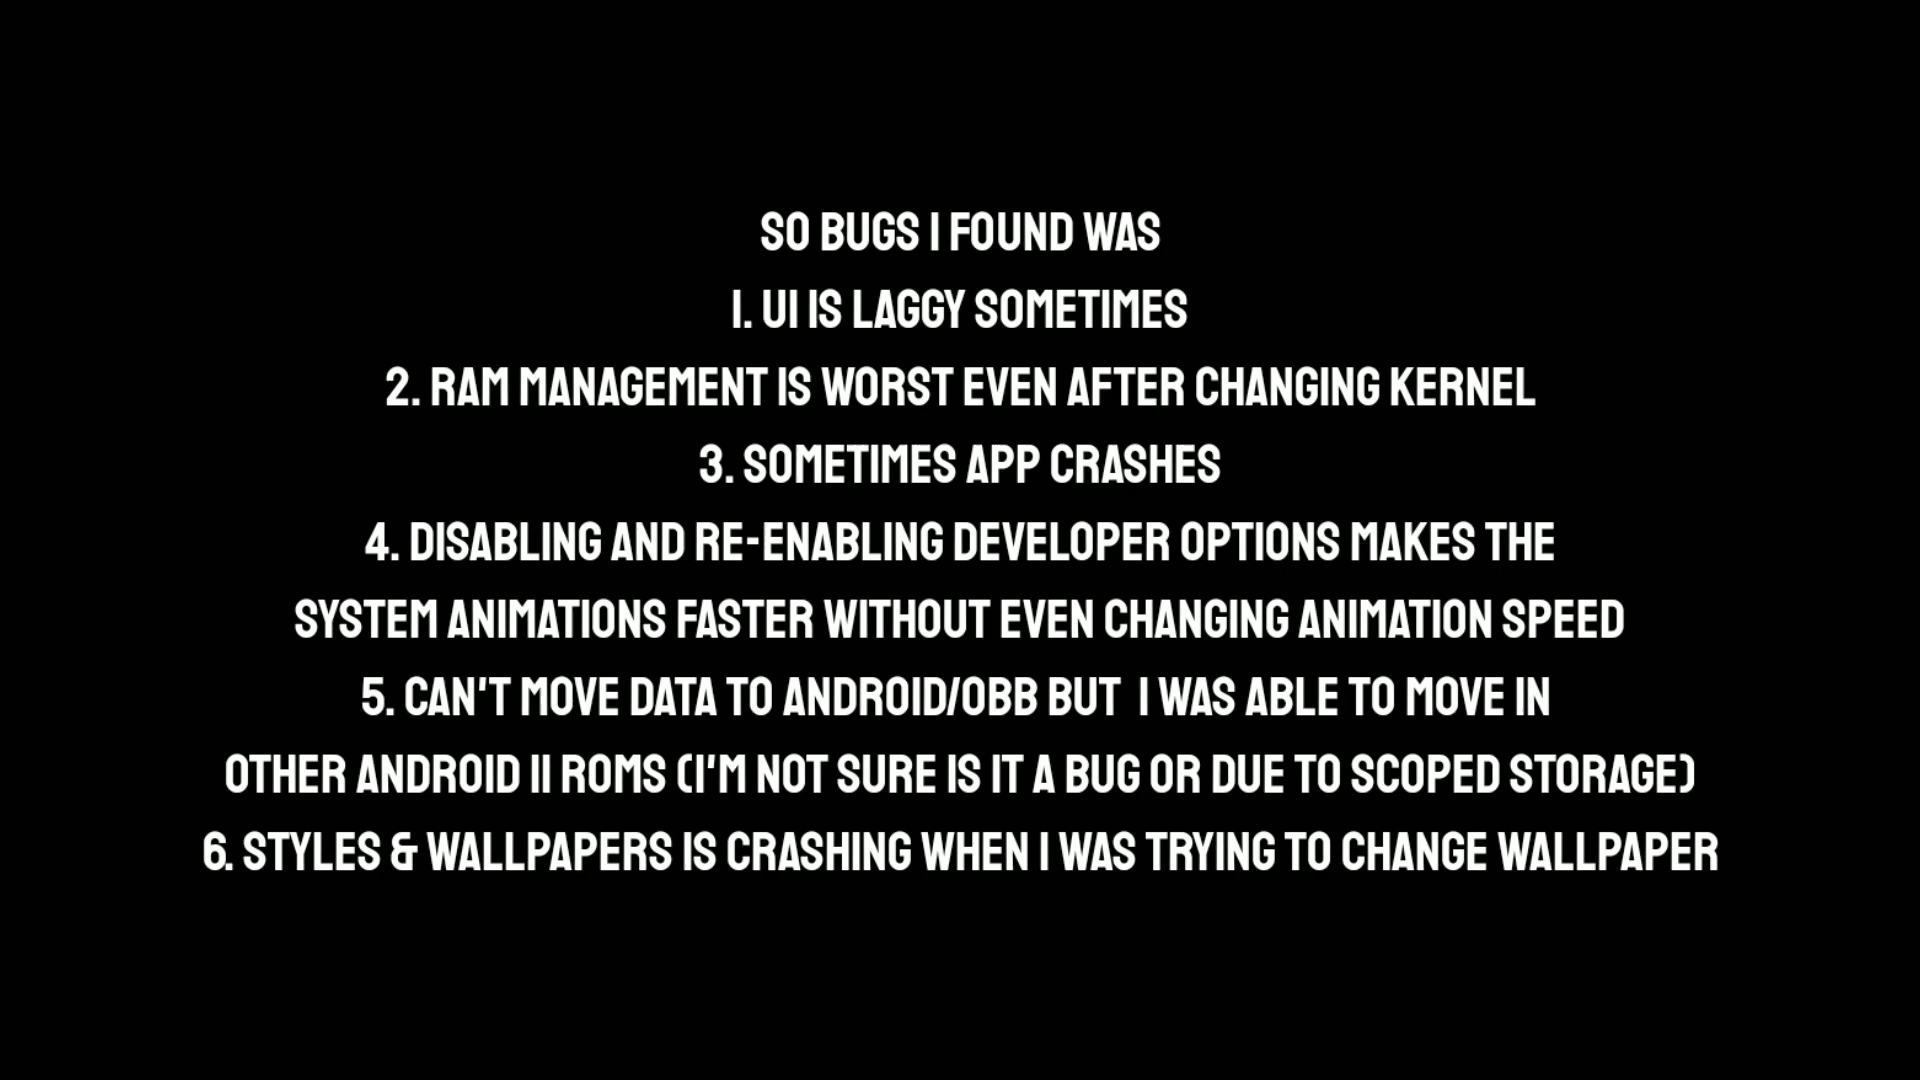 SO BUGS I FOUND WAS
1. UI IS LAGGY SOMETIMES
2. RAM MANAGEMENT IS WORST EVEN AFTER CHANGING KERNEL
3. SOMETIMES APP CRASHES
4. DISABLING AND RE-ENABLING DEVELOPER OPTIONS MAKES THE
SYSTEM ANIMATIONS FASTER WITHOUT EVEN CHANGING ANIMATION SPEED
5. CAN'T MOVE DATA TO ANDROID/OBB BUT  I WAS ABLE TO MOVE IN
OTHER ANDROID 11 ROMS (I'M NOT SURE IS IT A BUG OR DUE TO SCOPED STORAGE)
6. STYLES & WALLPAPERS IS CRASHING WHEN I WAS TRYING TO CHANGE WALLPAPER